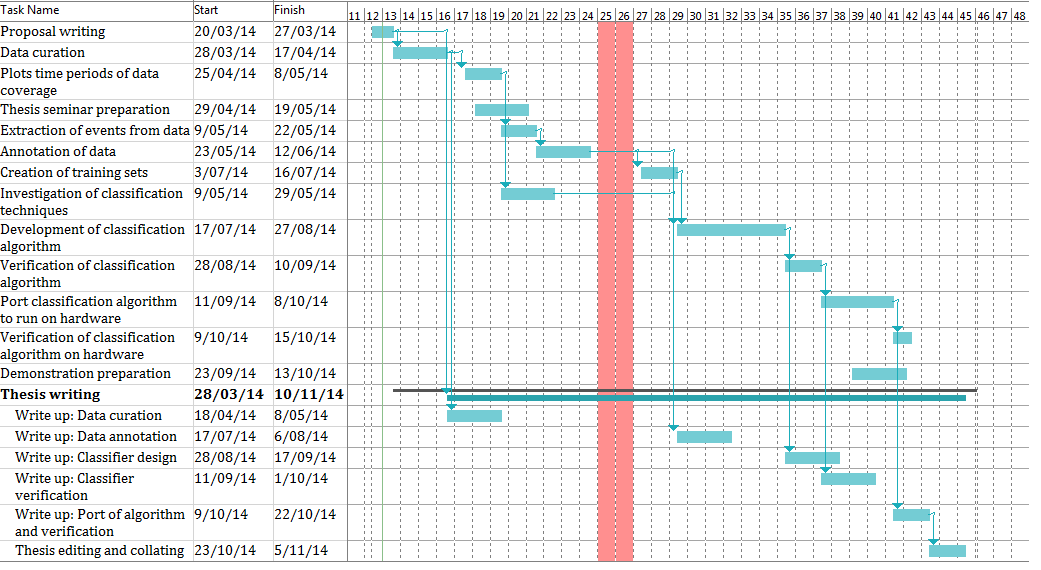 Task Name Start Finish 11 12 13 14 15 16 17 18 19 20 21 22 23 24 25 26 27 28 29 30 31 32 33 34 35 36 37 38 39 40 41 42 43 44 45 46 47 48
Proposal writing 20/03/14 27/03/14
Data curation 28/03/14 17/04/14
Plots time periods of data 25/04/14 8/05/14
coverage
Thesis seminar preparation 29/04/14 19/05/14
Extraction of events from data 9/05/14 22/05/14
Annotation of data 23/05/14 12/06/14
Creation of training sets 3/07/14 16/07/14
Investigation of classification 9/05/14 29/05/14
techniques
Development of classification 17/07/14 27/08/14
algorithm
Verification of classification 28/08/14 10/09/14
algorithm
Port classification algorithm 11/09/14 8/10/14
to run on hardware
Verification of classification 9/10/14 15/10/14
algorithm on hardware
Demonstration preparation 23/09/14 13/10/14
Thesis writing 28/03/14 10/11/14
Write up: Data curation 18/04/14 8/05/14
Write up: Data annotation 17/07/14 6/08/14
Write up: Classifier design 28/08/14 17/09/14
Write up: Classifier 11/09/14 1/10/14
verification
Write up: Port of algorithm 9/10/14 22/10/14
and verification
Thesis editing and collating 23/10/14 5/11/14